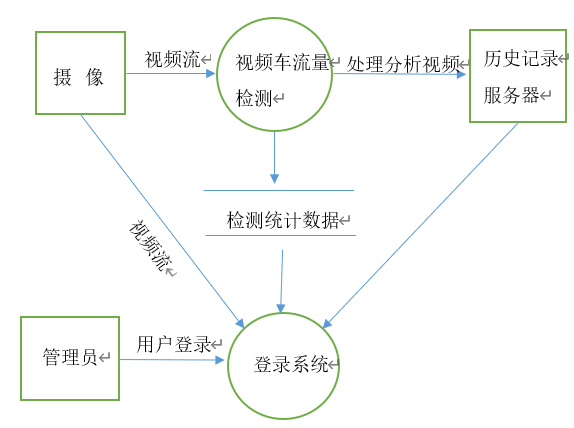 摄 像
视频流
视频车流量
检测
处理分析视频
历史记录
服务器
检测统计数据
视频流
管理员
用户登录
登录系统